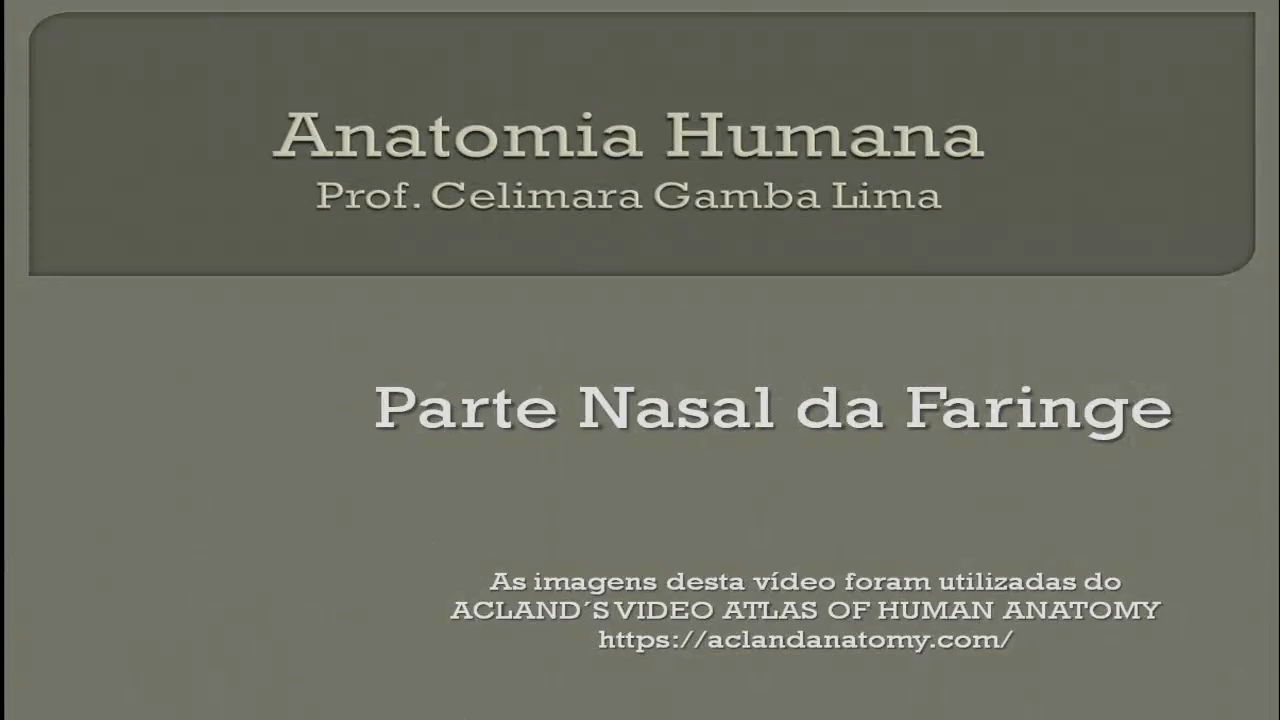 Anatomia Humana
Prof. Celimara Gamba Lima
Parte Nasal da Faringe
As imagens desta vídeo foram utilizadas do
ACLAND´S VIDEO ATLAS OF HUMAN ANATOMY
https://aclandanatomy.com/